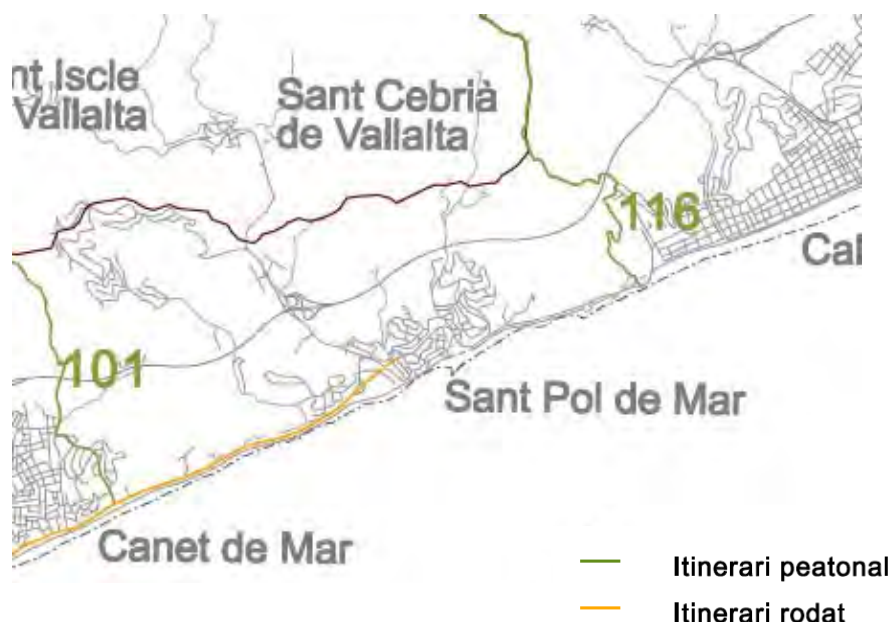 nt Iscle
Vallalta
Sant Cebrià
de Vallalta
116
Cal
101
Sant Pol de Mar
Canet de Mar
Itinerari peatonal
Itinerari rodat